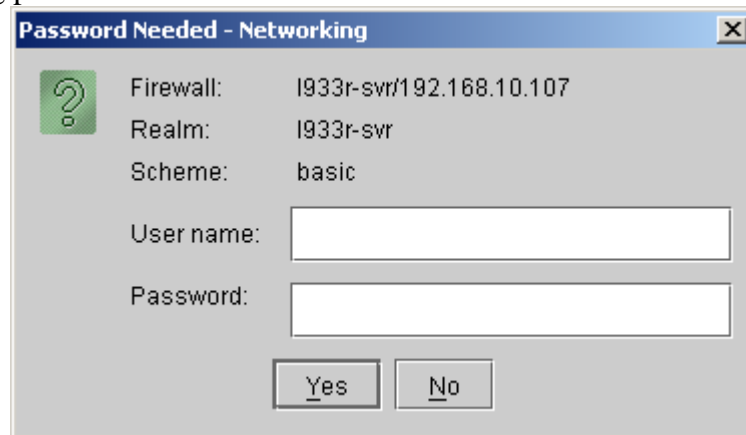 Password Needed - Networking
Firewall: l933r-svr/192.168.10.107
Realm: l933r-svr
Scheme: basic
User name:
Password:
Yes No